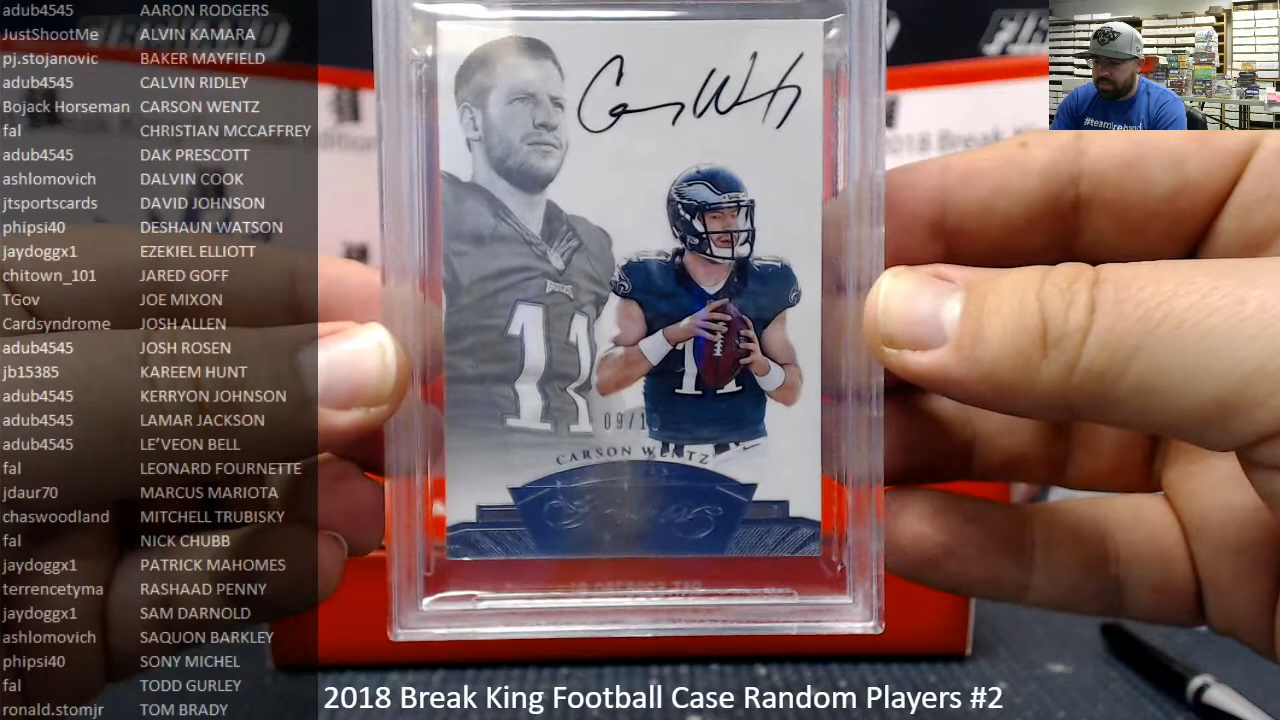 adub4545 AARON RODGERS
JustShootMe ALVIN KAMARA
pj.stojanovic BAKER MAYFIELD
adub4545 CALVIN RIDLEY
Bojack Horseman CARSON WENTZ
fal CHRISTIAN MCCAFFREY
adub4545 DAK PRESCOTT
ashlomovich DALVIN COOK
jtsportscards DAVID JOHNSON
phipsi40 DESHAUN WATSON
jaydoggx1 EZEKIEL ELLIOTT
chitown_101 JARED GOFF
TGov JOE MIXON
Cardsyndrome JOSH ALLEN
adub4545 JOSH ROSEN
jb15385 KAREEM HUNT
adub4545 KERRYON JOHNSON
adub4545 LAMAR JACKSON
adub4545 LE'VEON BELL
fal LEONARD FOURNETTE
jdaur70 MARCUS MARIOTA
chaswoodland MITCHELL TRUBISKY
fal NICK CHUBB
jaydoggx1 PATRICK MAHOMES
terrencetyma RASHAAD PENNY
jaydoggx1 SAM DARNOLD
ashlomovich SAQUON BARKLEY
phipsi40 SONY MICHEL
fal TODD GURLEY
ronald.stomjr TOM BRADY
11
11
CARSON WENTZ
2018 Break
2018 Break King Football Case Random Players #2